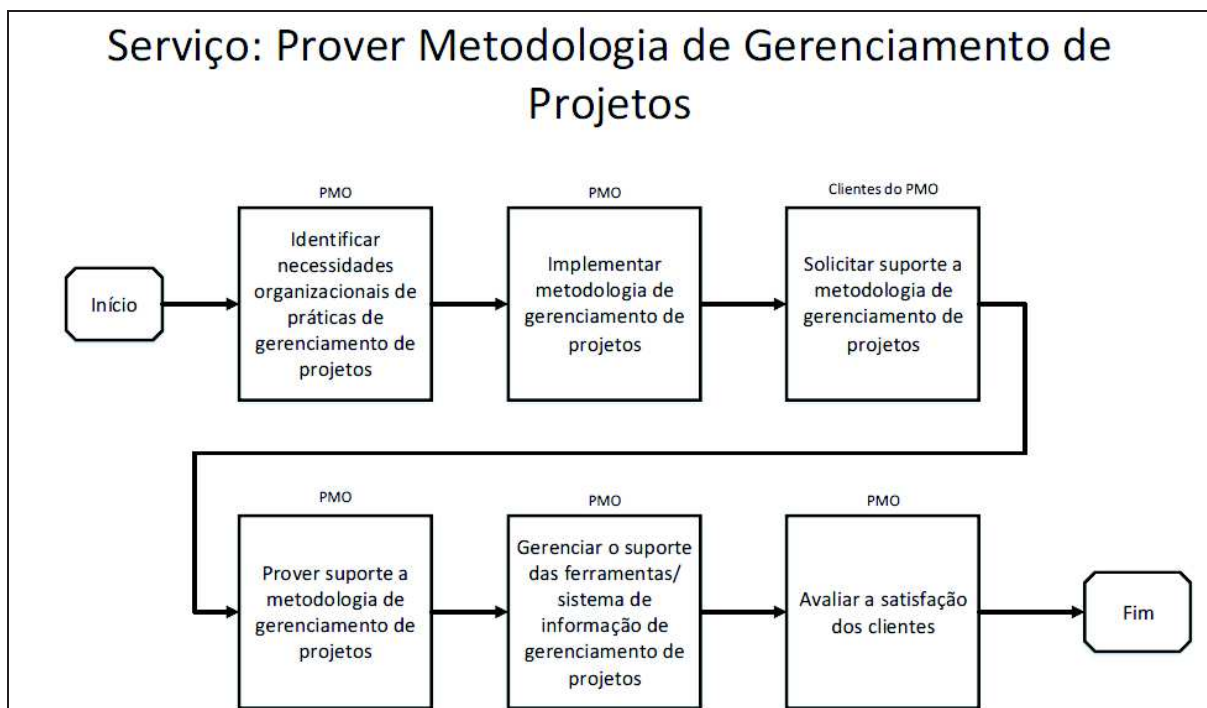 Serviço: Prover Metodologia de Gerenciamento de
Projetos
PMO
PMO
Clientes do PMO
Início
Identificar
necessidades
organizacionais de
práticas de
gerenciamento de
projetos
Implementar
metodologia de
gerenciamento de
projetos
Solicitar suporte a
metodologia de
gerenciamento de
projetos
PMO
PMO
PMO
Prover suporte a
metodologia de
gerenciamento de
projetos
Gerenciar o suporte
das ferramentas/
sistema de
informação de
gerenciamento de
projetos
Avaliar a satisfação
dos clientes
Fim